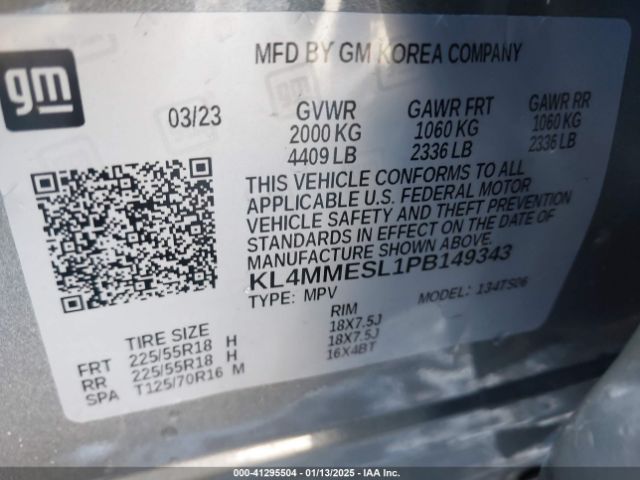 gm
MFD BY GM KOREA COMPANY
03/23
GVWR GAWR FRT GAWR RR
2000 KG 1060 KG 1060 KG
4409 LB 2336 LB 2336 LB
THIS VEHICLE CONFORMS TO ALL
APPLICABLE U.S. FEDERAL MOTOR
VEHICLE SAFETY AND THEFT PREVENTION
STANDARDS IN EFFECT ON THE DATE OF
MANUFACTURE SHOWN ABOVE.
KL4MMESL1PB149343
TYPE: MPV MODEL: 134TS06
TIRE SIZE RIM
FRT 225/55R18 H 18X7.5J
RR 225/55R18 H 18X7.5J
SPA T125/70R16 M 16X4BT
000-41295504 | 01/13/2025 | IAA Inc.